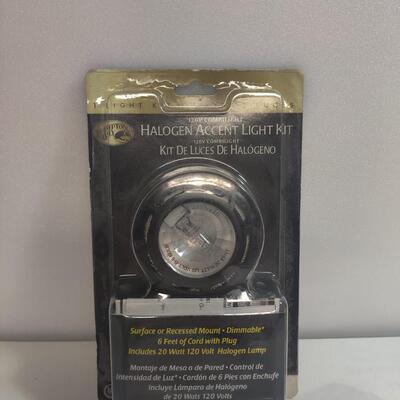 120V COMBILIGHT
HALOGEN ACCENT LIGHT KIT
120V COMBILIGHT
KIT DE LUCES DE HALÓGENO
Surface or Recessed Mount • Dimmable*
6 Feet of Cord with Plug
Includes 20 Watt 120 Volt Halogen Lamp
Montaje de Mesa o de Pared • Control de
Intensidad de Luz* • Cordón de 6 Pies con Enchufe
Incluye Lámpara de Halógeno
de 20 Watts 120 Volts